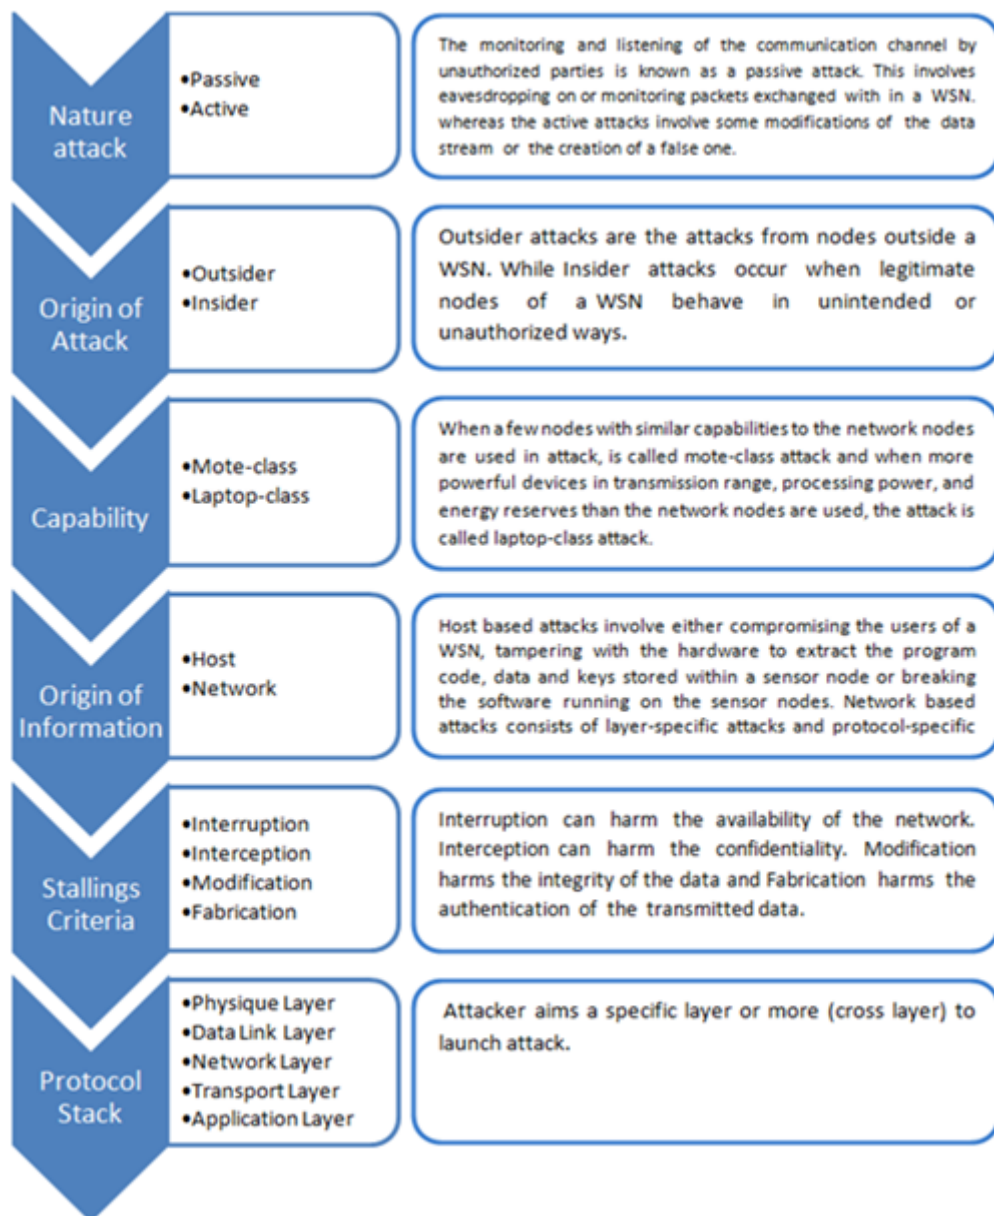 Nature
attack
•Passive
•Active
The monitoring and listening of the communication channel by
unauthorized parties is known as a passive attack. This involves
eavesdropping on or monitoring packets exchanged with in a WSN.
whereas the active attacks involve some modifications of the data
stream or the creation of a false one.
Origin of
Attack
•Outsider
•Insider
Outsider attacks are the attacks from nodes outside a
WSN. While Insider attacks occur when legitimate
nodes of a WSN behave in unintended or
unauthorized ways.
Capability
•Mote-class
•Laptop-class
When a few nodes with similar capabilities to the network nodes
are used in attack, is called mote-class attack and when more
powerful devices in transmission range, processing power, and
energy reserves than the network nodes are used, the attack is
called laptop-class attack.
Origin of
Information
•Host
•Network
Host based attacks involve either compromising the users of a
WSN, tampering with the hardware to extract the program
code, data and keys stored within a sensor node or breaking
the software running on the sensor nodes. Network based
attacks consists of layer-specific attacks and protocol-specific
Stallings
Criteria
•Interruption
•Interception
•Modification
•Fabrication
Interruption can harm the availability of the network.
Interception can harm the confidentiality. Modification
harms the integrity of the data and Fabrication harms the
authentication of the transmitted data.
Protocol
Stack
•Physique Layer
•Data Link Layer
•Network Layer
•Transport Layer
•Application Layer
Attacker aims a specific layer or more (cross layer) to
launch attack.